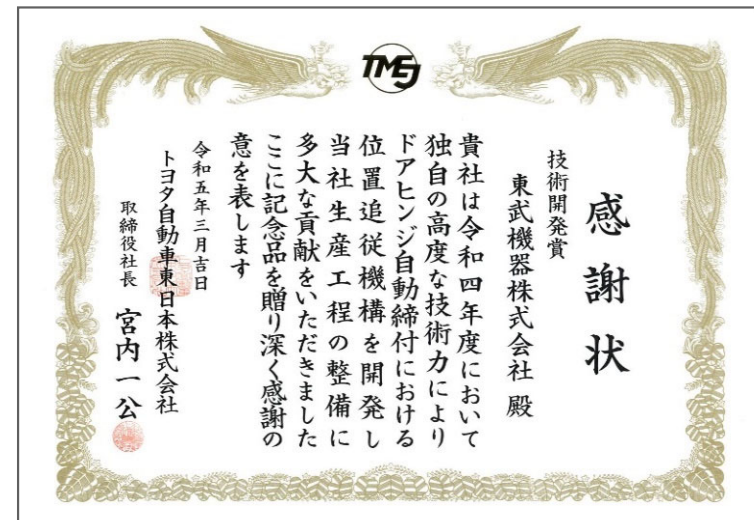 TMEJ
感謝状
技術開発賞
東武機器株式会社 殿
貴社は令和四年度において
独自の高度な技術力により
ドアヒンジ自動締付における
位置追従機構を開発し
当社生産工程の整備に
多大な貢献をいただきました
ここに記念品を贈り深く感謝の
意を表します
令和五年三月吉日
トヨタ自動車東日本株式会社
取締役社長 宮内一公